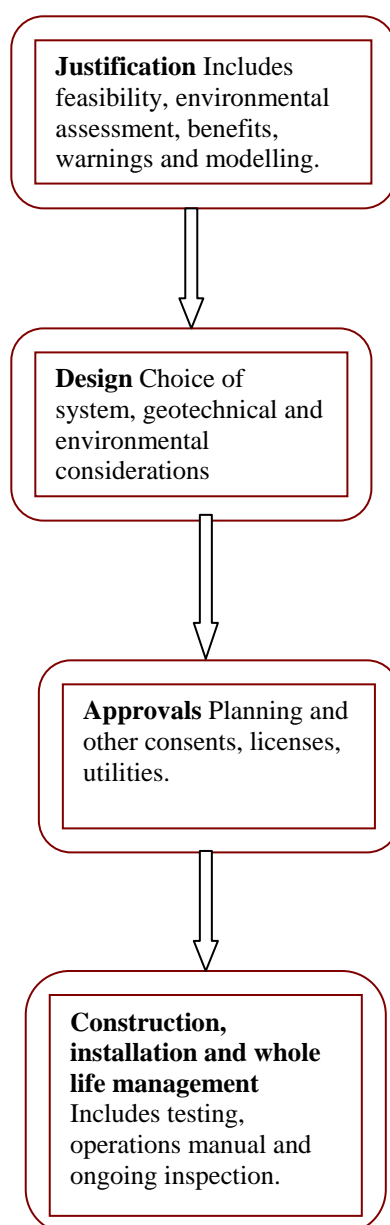 Justification Includes
feasibility, environmental
assessment, benefits,
warnings and modelling.
Design Choice of
system, geotechnical and
environmental
considerations
Approvals Planning and
other consents, licenses,
utilities.
Construction,
installation and whole
life management
Includes testing,
operations manual and
ongoing inspection.